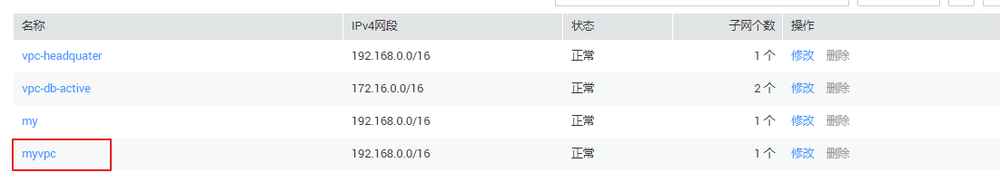 名称 IPv4网段 状态 子网个数 操作
vpc-headquater 192.168.0.0/16 正常 1 个 修改 删除
vpc-db-active 172.16.0.0/16 正常 2 个 修改 删除
my 192.168.0.0/16 正常 1 个 修改 删除
myvpc 192.168.0.0/16 正常 1 个 修改 删除